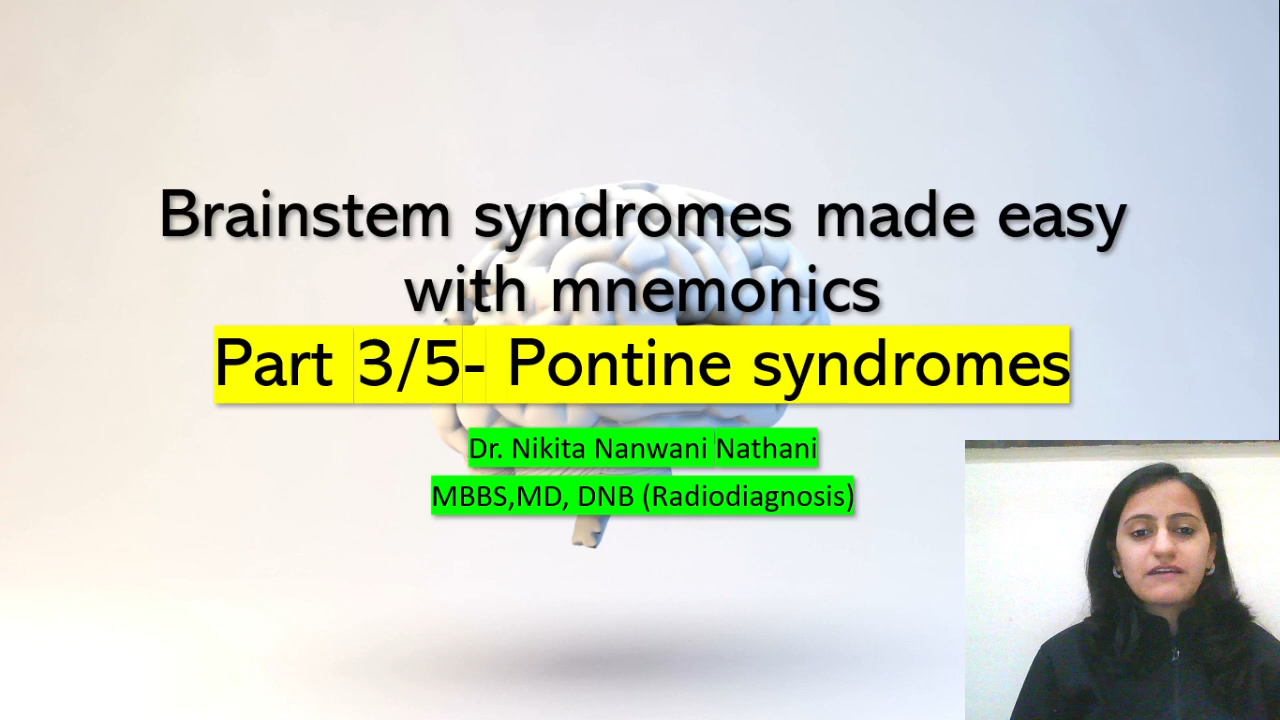 Brainstem syndromes made easy
with mnemonics
Part 3/5- Pontine syndromes
Dr. Nikita Nanwani Nathani
MBBS,MD, DNB (Radiodiagnosis)